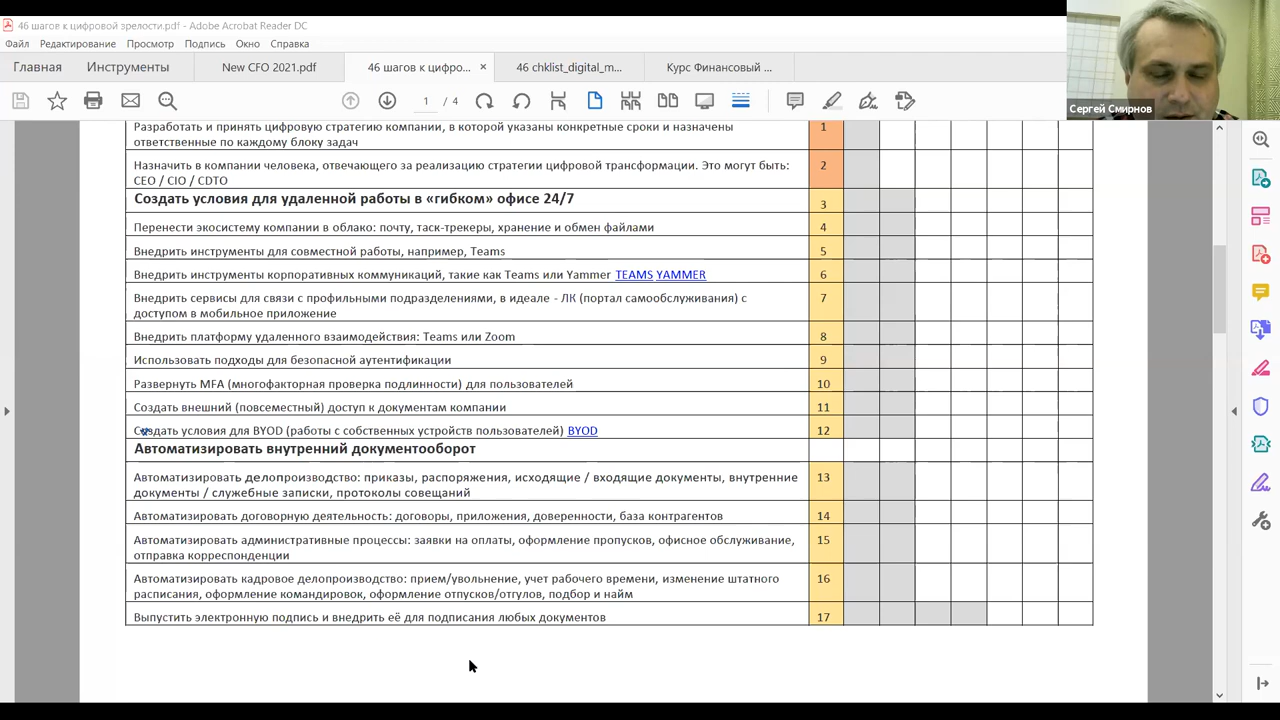 46 шагов к цифровой зрелости.pdf - Adobe Acrobat Reader DC
Файл Редактирование Просмотр Подпись Окно Справка
Главная Инструменты New CFO 2021.pdf 46 шагов к цифро... × 46 chklist_digital_m... Курс Финансовый ...
1 / 4
Сергей Смирнов
Разработать и принять цифровую стратегию компании, в которой указаны конкретные сроки и назначены 1
ответственные по каждому блоку задач
Назначить в компании человека, отвечающего за реализацию стратегии цифровой трансформации. Это могут быть: 2
CEO / CIO / CDTO
Создать условия для удаленной работы в «гибком» офисе 24/7 3
Перенести экосистему компании в облако: почту, таск-трекеры, хранение и обмен файлами 4
Внедрить инструменты для совместной работы, например, Teams 5
Внедрить инструменты корпоративных коммуникаций, такие как Teams или Yammer TEAMS YAMMER 6
Внедрить сервисы для связи с профильными подразделениями, в идеале - ЛК (портал самообслуживания) с 7
доступом в мобильное приложение
Внедрить платформу удаленного взаимодействия: Teams или Zoom 8
Использовать подходы для безопасной аутентификации 9
Развернуть MFA (многофакторная проверка подлинности) для пользователей 10
Создать внешний (повсеместный) доступ к документам компании 11
Создать условия для BYOD (работы с собственных устройств пользователей) BYOD 12
Автоматизировать внутренний документооборот
Автоматизировать делопроизводство: приказы, распоряжения, исходящие / входящие документы, внутренние 13
документы / служебные записки, протоколы совещаний
Автоматизировать договорную деятельность: договоры, приложения, доверенности, база контрагентов 14
Автоматизировать административные процессы: заявки на оплаты, оформление пропусков, офисное обслуживание, 15
отправка корреспонденции
Автоматизировать кадровое делопроизводство: прием/увольнение, учет рабочего времени, изменение штатного 16
расписания, оформление командировок, оформление отпусков/отгулов, подбор и найм
Выпустить электронную подпись и внедрить её для подписания любых документов 17